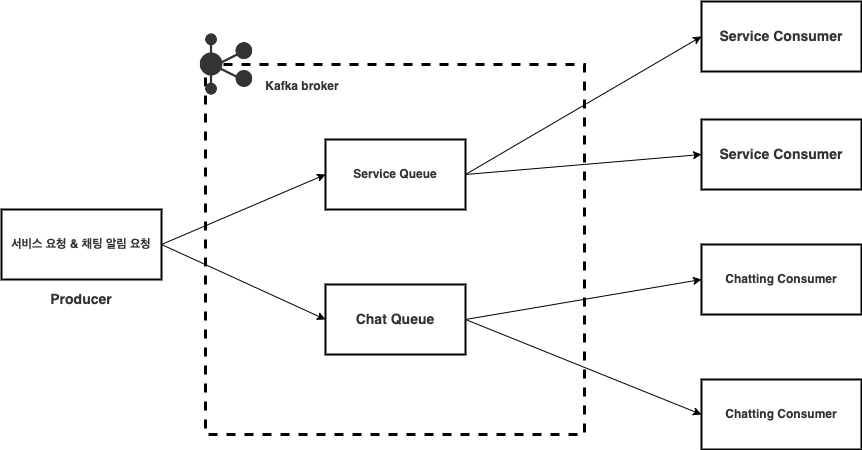 Service Consumer
Kafka broker
Service Queue
Service Consumer
서비스 요청 & 채팅 알림 요청
Producer
Chat Queue
Chatting Consumer
Chatting Consumer